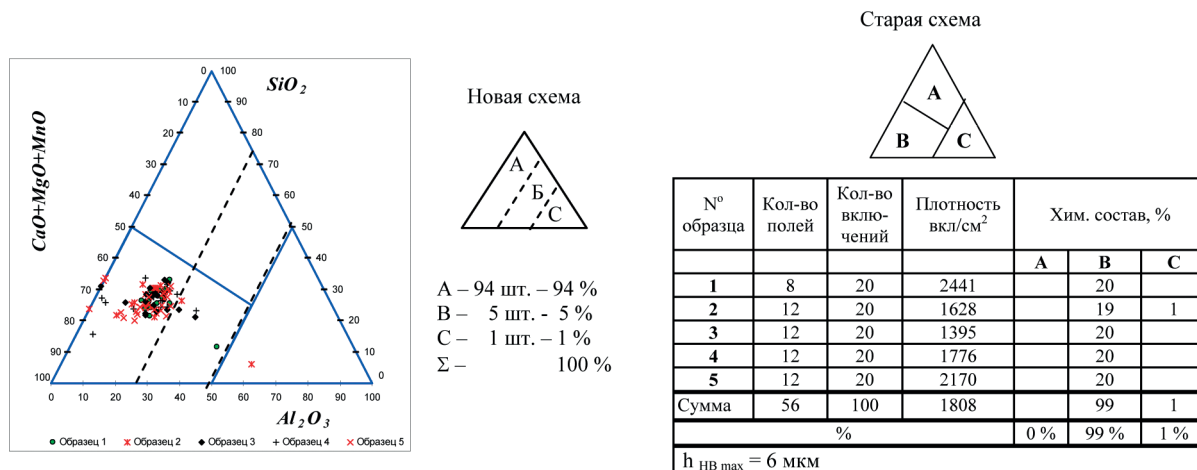 Старая схема
A
B
C
0
100
SiO2
10
90
20
80
30
70
40
60
50
50
60
40
70
30
80
20
90
10
100
0
CaO+MgO+MnO
0
10
20
30
40
50
60
70
80
90
100
Al2O3
Образец 1
Образец 2
Образец 3
Образец 4
Образец 5
Новая схема
А
Б
С
А – 94 шт. – 94 %
В – 5 шт. - 5 %
С – 1 шт. – 1 %
Σ – 100 %
№ образца Кол-во полей Кол-во вклю-чений Плотность вкл/см2 Хим. состав, %
A B C
1 8 20 2441 20
2 12 20 1628 19 1
3 12 20 1395 20
4 12 20 1776 20
5 12 20 2170 20
Сумма 56 100 1808 99 1
% 0 % 99 % 1 %
h НВ max = 6 мкм